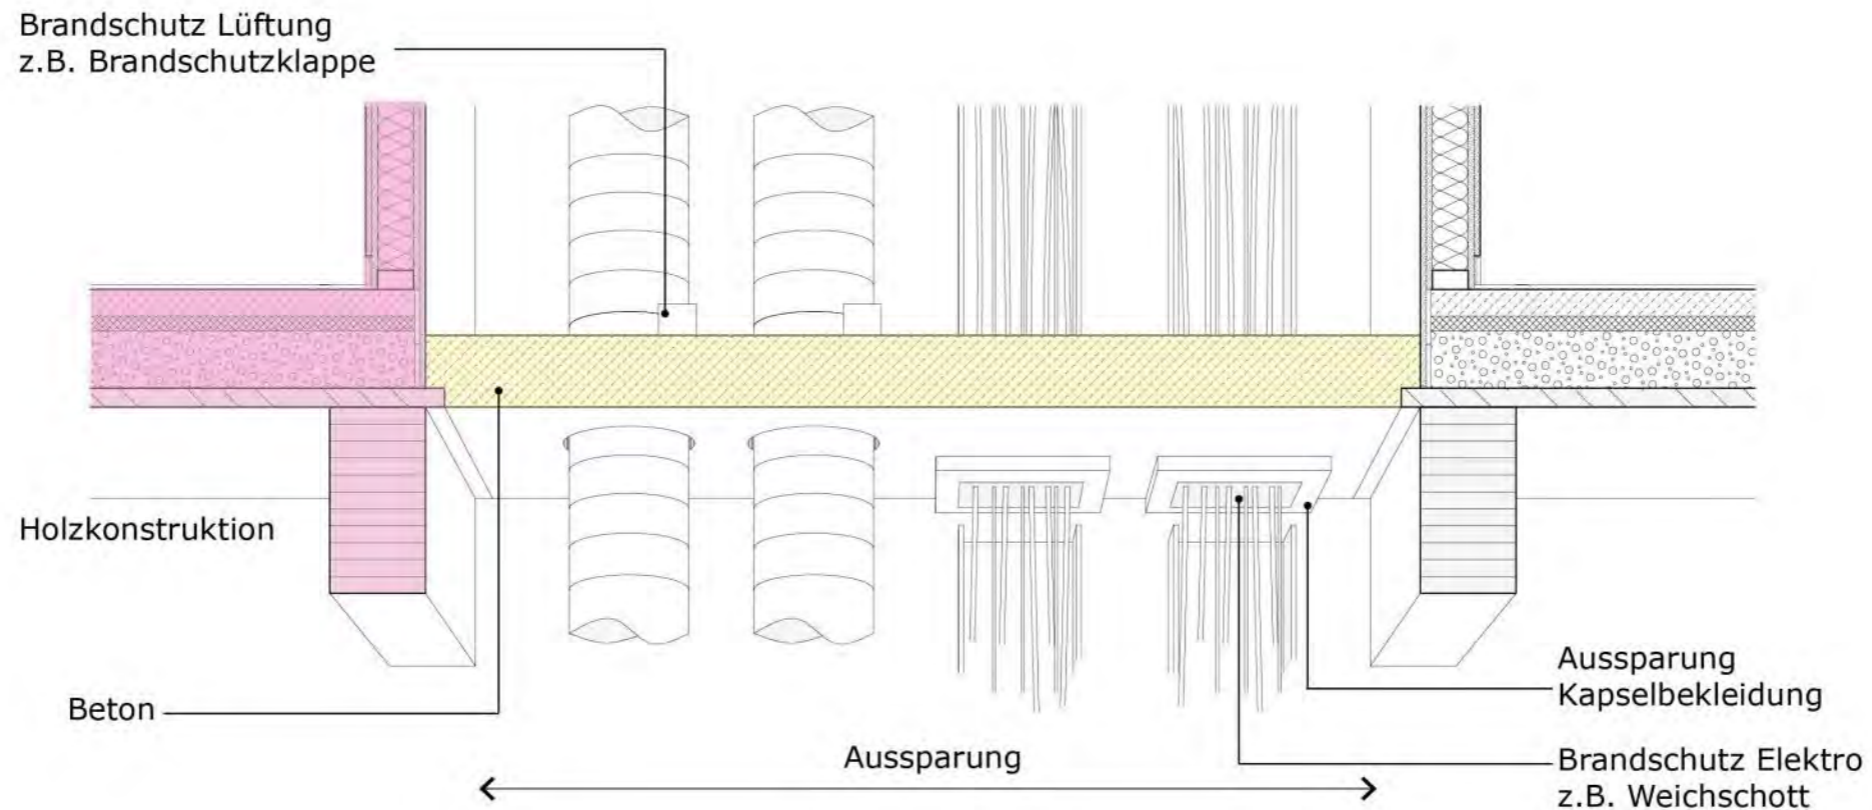 Brandschutz Lüftung
z.B. Brandschutzklappe
Holzkonstruktion
Beton
Aussparung
Aussparung
Kapselbekleidung
Brandschutz Elektro
z.B. Weichschott